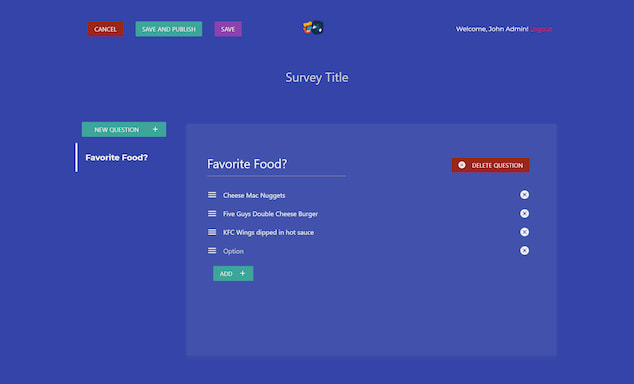 CANCEL
SAVE AND PUBLISH
SAVE
Welcome, John Admin! Logout
Survey Title
NEW QUESTION +
Favorite Food?
Favorite Food?
DELETE QUESTION
Cheese Mac Nuggets
Five Guys Double Cheese Burger
KFC Wings dipped in hot sauce
Option
ADD +